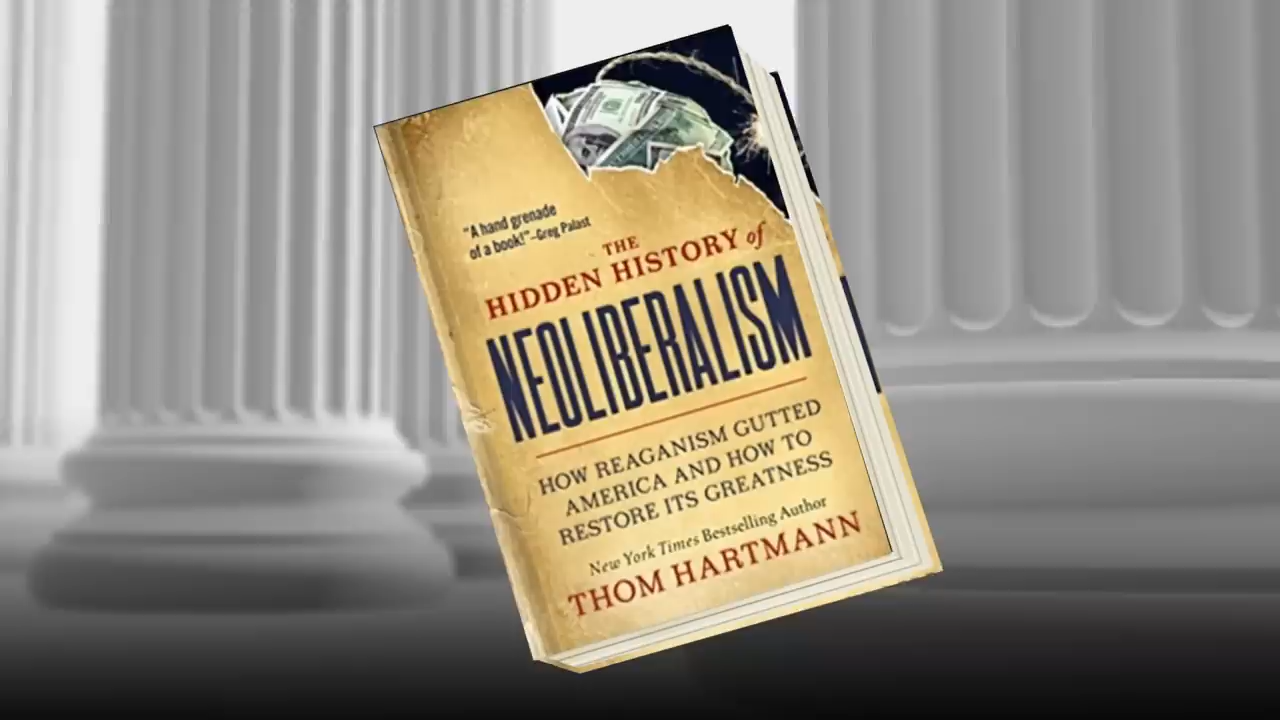 "A hand grenade
of a book!"–Greg Palast
THE
HIDDEN HISTORY of
NEOLIBERALISM
HOW REAGANISM GUTTED
AMERICA AND HOW TO
RESTORE ITS GREATNESS
New York Times Bestselling Author
THOM HARTMANN